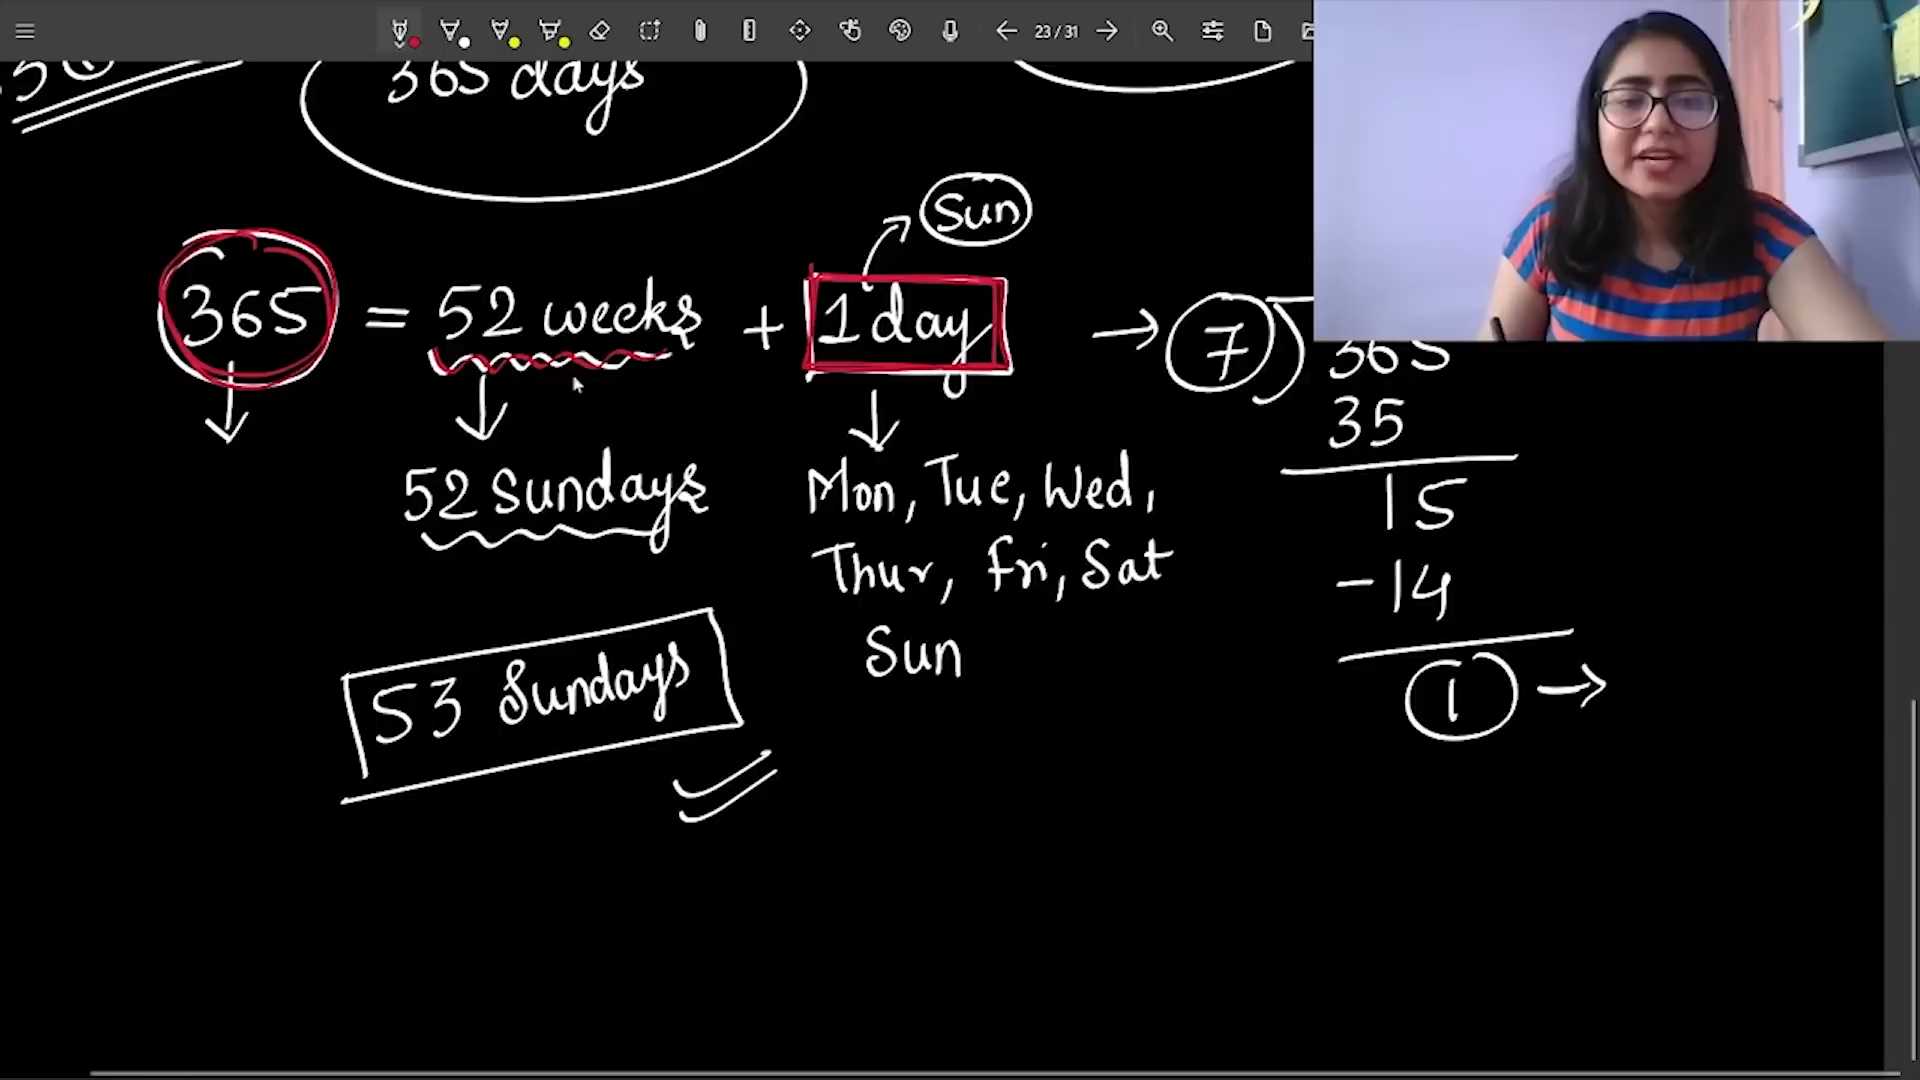 23 / 31
365 days
Sun
365 = 52 weeks + 1 day → 7) 365
35
52 Sundays
Mon, Tue, Wed,
15
Thur, Fri, Sat
-14
Sun
53 Sundays
1 →